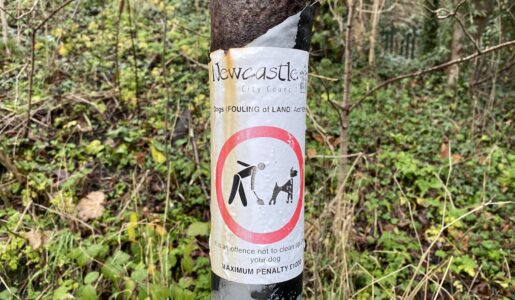 Newcastle
City Counc
Dogs (FOULING of LAND) Act
is an offence not to clean up
your dog
MAXIMUM PENALTY £1000